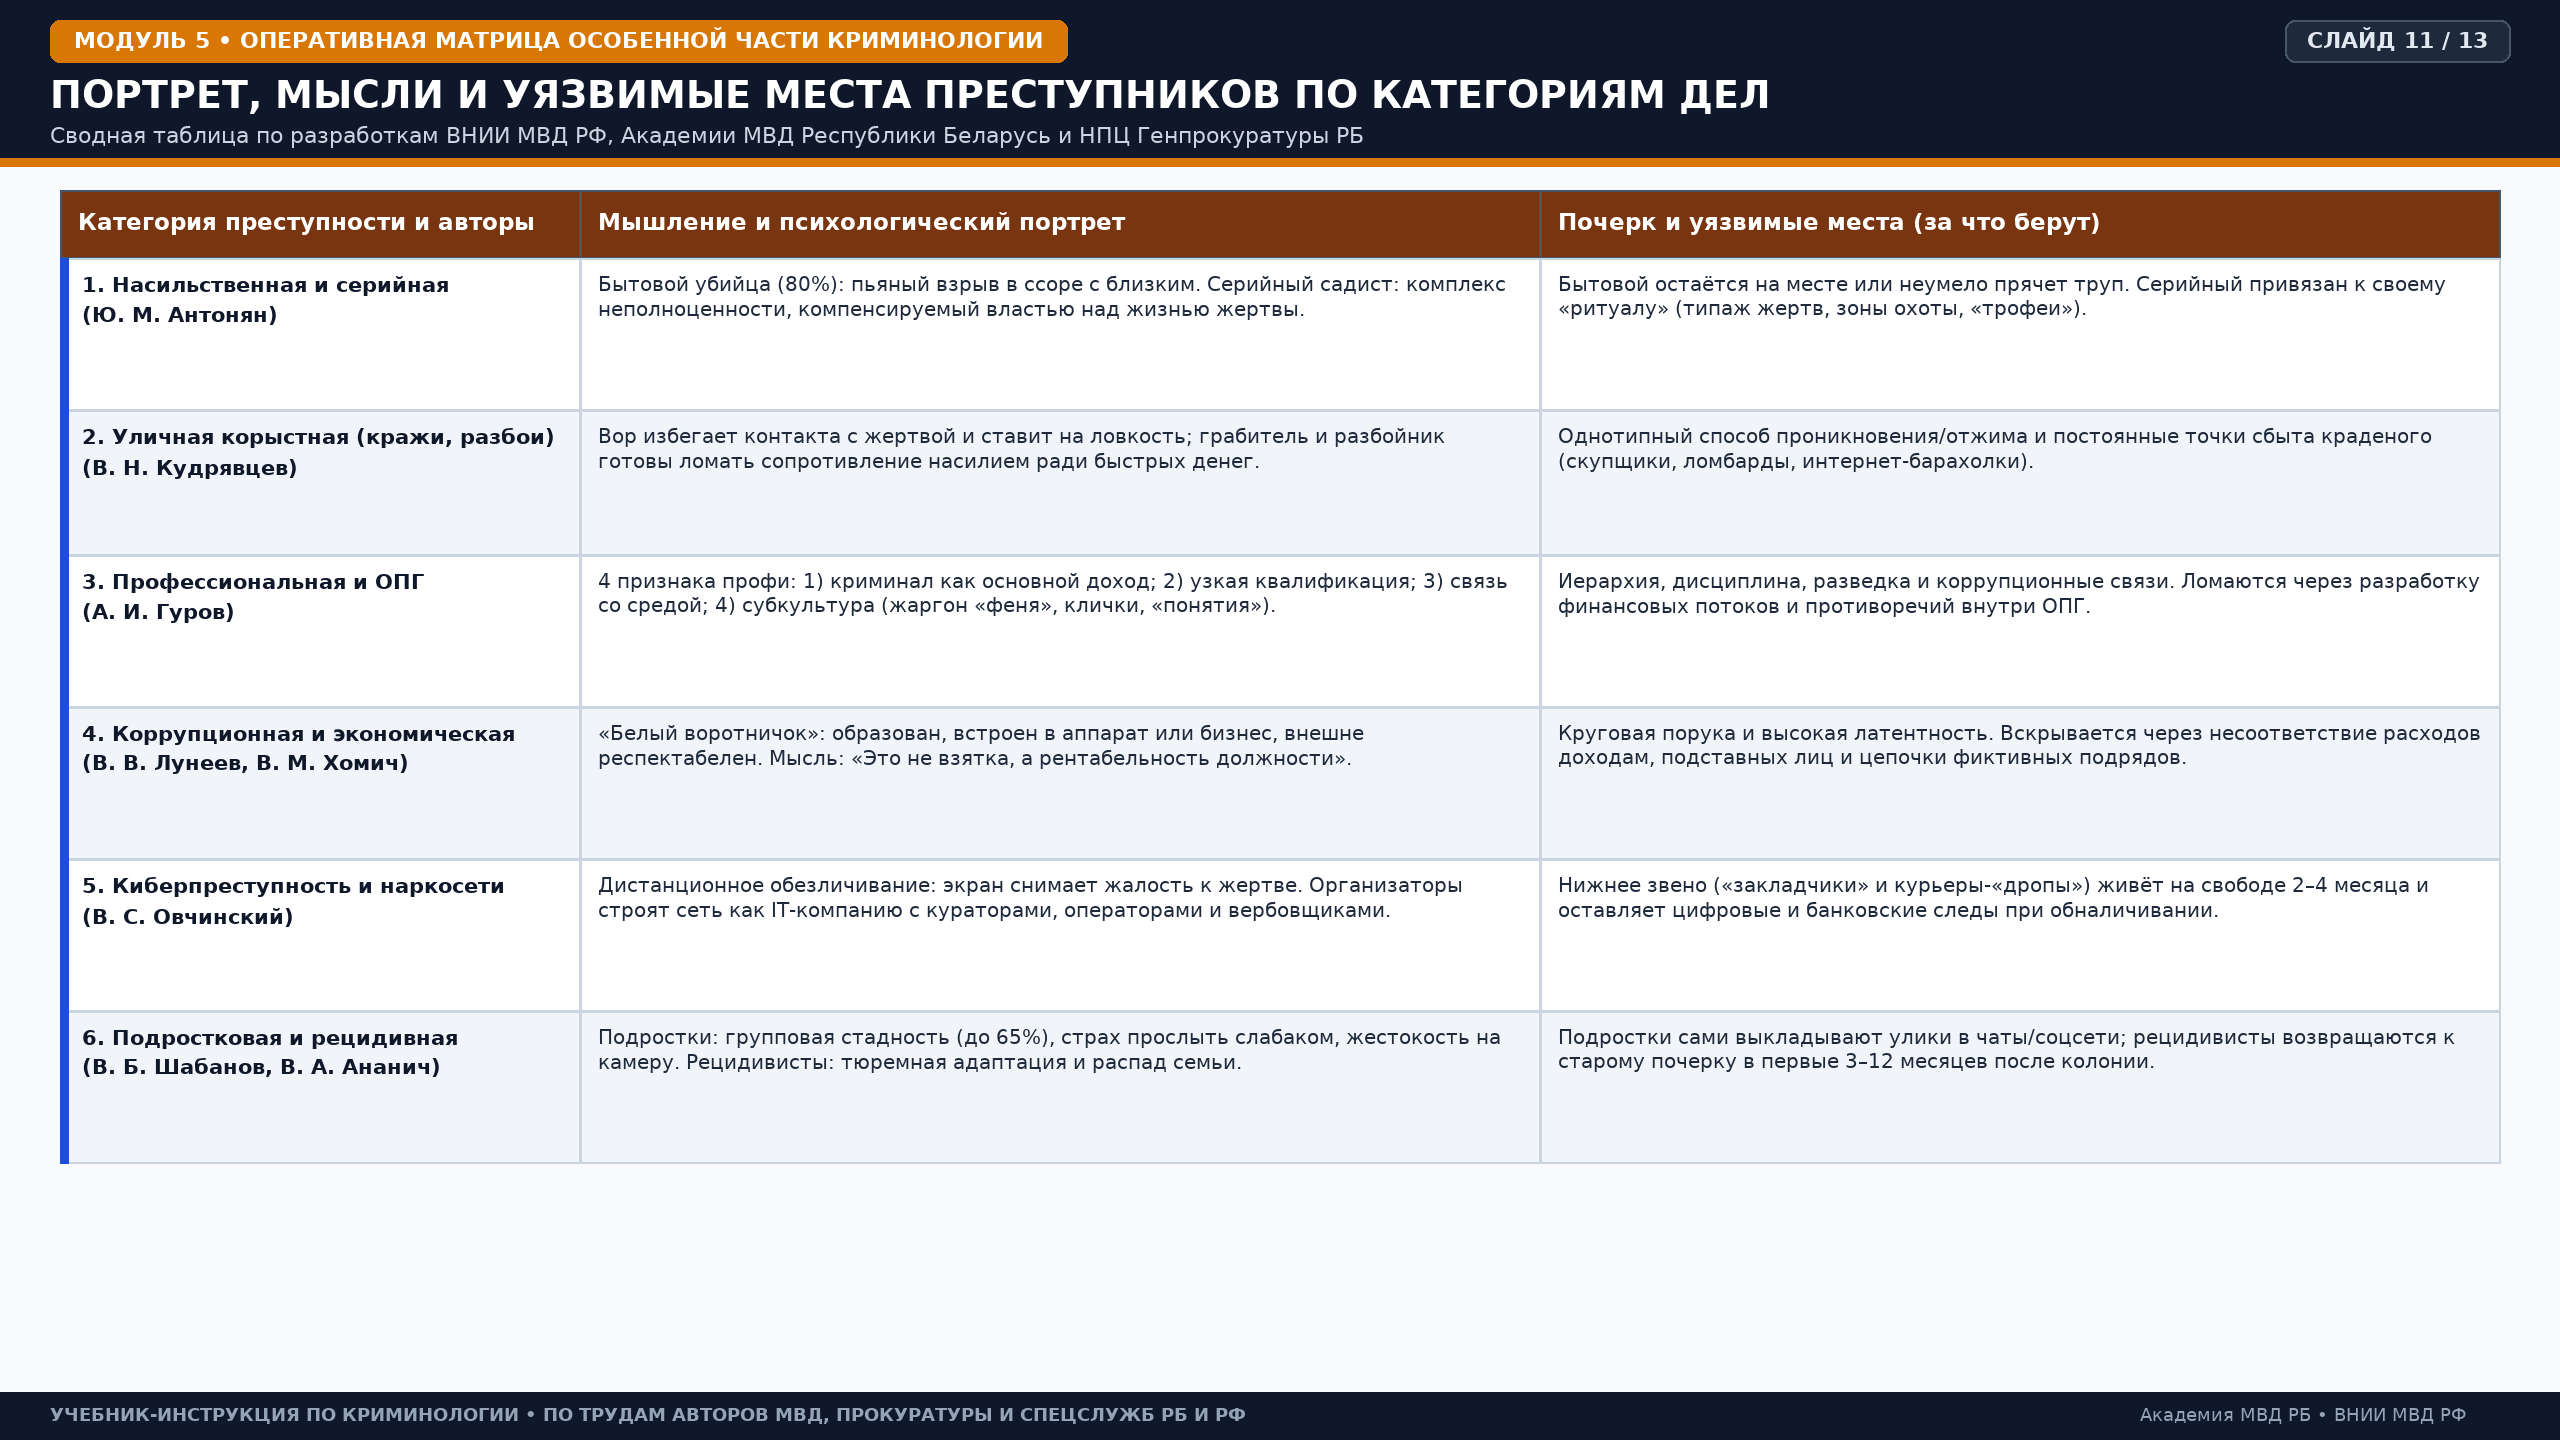 МОДУЛЬ 5 • ОПЕРАТИВНАЯ МАТРИЦА ОСОБЕННОЙ ЧАСТИ КРИМИНОЛОГИИ
СЛАЙД 11 / 13
ПОРТРЕТ, МЫСЛИ И УЯЗВИМЫЕ МЕСТА ПРЕСТУПНИКОВ ПО КАТЕГОРИЯМ ДЕЛ
Сводная таблица по разработкам ВНИИ МВД РФ, Академии МВД Республики Беларусь и НПЦ Генпрокуратуры РБ
Категория преступности и авторы
Мышление и психологический портрет
Почерк и уязвимые места (за что берут)
1. Насильственная и серийная
(Ю. М. Антонян)
Бытовой убийца (80%): пьяный взрыв в ссоре с близким. Серийный садист: комплекс
неполноценности, компенсируемый властью над жизнью жертвы.
Бытовой остаётся на месте или неумело прячет труп. Серийный привязан к своему
«ритуалу» (типаж жертв, зоны охоты, «трофеи»).
2. Уличная корыстная (кражи, разбои)
(В. Н. Кудрявцев)
Вор избегает контакта с жертвой и ставит на ловкость; грабитель и разбойник
готовы ломать сопротивление насилием ради быстрых денег.
Однотипный способ проникновения/отжима и постоянные точки сбыта краденого
(скупщики, ломбарды, интернет-барахолки).
3. Профессиональная и ОПГ
(А. И. Гуров)
4 признака профи: 1) криминал как основной доход; 2) узкая квалификация; 3) связь
со средой; 4) субкультура (жаргон «феня», клички, «понятия»).
Иерархия, дисциплина, разведка и коррупционные связи. Ломаются через разработку
финансовых потоков и противоречий внутри ОПГ.
4. Коррупционная и экономическая
(В. В. Лунеев, В. М. Хомич)
«Белый воротничок»: образован, встроен в аппарат или бизнес, внешне
респектабелен. Мысль: «Это не взятка, а рентабельность должности».
Круговая порука и высокая латентность. Вскрывается через несоответствие расходов
доходам, подставных лиц и цепочки фиктивных подрядов.
5. Киберпреступность и наркосети
(В. С. Овчинский)
Дистанционное обезличивание: экран снимает жалость к жертве. Организаторы
строят сеть как IT-компанию с кураторами, операторами и вербовщиками.
Нижнее звено («закладчики» и курьеры-«дропы») живёт на свободе 2–4 месяца и
оставляет цифровые и банковские следы при обналичивании.
6. Подростковая и рецидивная
(В. Б. Шабанов, В. А. Ананич)
Подростки: групповая стадность (до 65%), страх прослыть слабаком, жестокость на
камеру. Рецидивисты: тюремная адаптация и распад семьи.
Подростки сами выкладывают улики в чаты/соцсети; рецидивисты возвращаются к
старому почерку в первые 3–12 месяцев после колонии.
УЧЕБНИК-ИНСТРУКЦИЯ ПО КРИМИНОЛОГИИ • ПО ТРУДАМ АВТОРОВ МВД, ПРОКУРАТУРЫ И СПЕЦСЛУЖБ РБ И РФ
Академия МВД РБ • ВНИИ МВД РФ